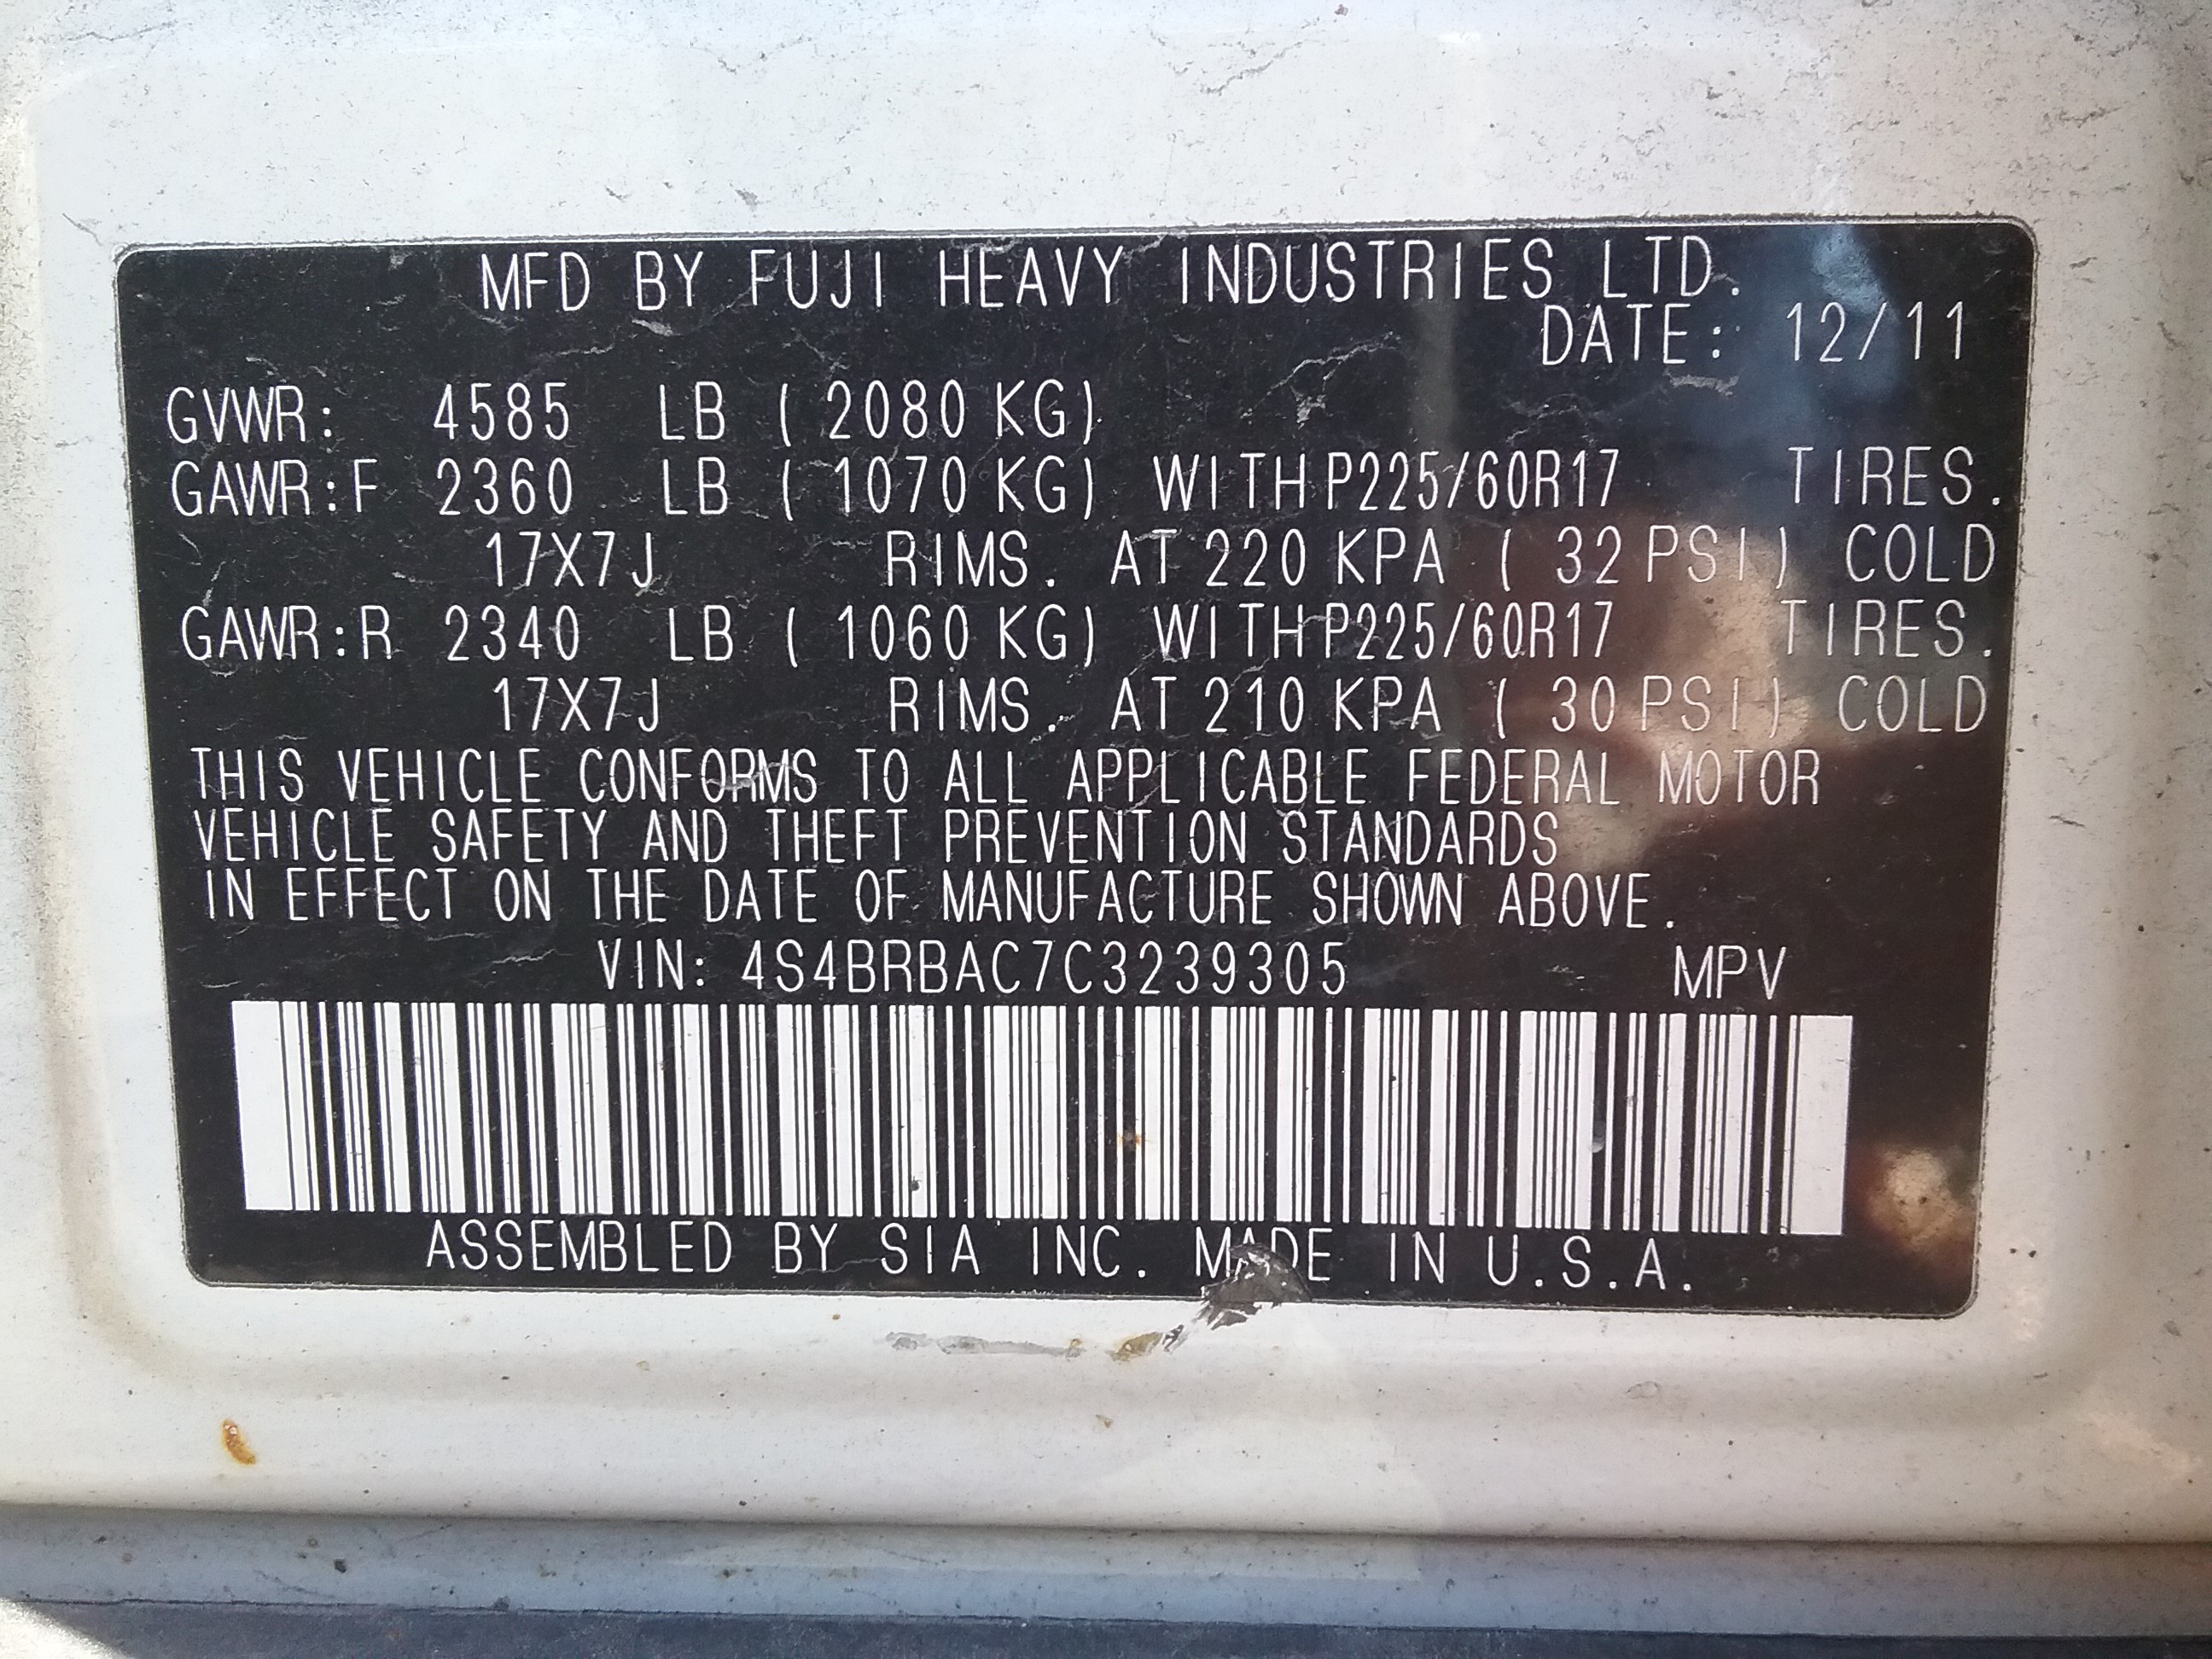 MFD BY FUJI HEAVY INDUSTRIES LTD.
DATE: 12/11
GVWR: 4585 LB ( 2080 KG)
GAWR:F 2360 LB ( 1070 KG) WITH P225/60R17 TIRES.
17X7J RIMS. AT 220 KPA ( 32 PSI) COLD
GAWR:R 2340 LB ( 1060 KG) WITH P225/60R17 TIRES.
17X7J RIMS. AT 210 KPA ( 30 PSI) COLD
THIS VEHICLE CONFORMS TO ALL APPLICABLE FEDERAL MOTOR
VEHICLE SAFETY AND THEFT PREVENTION STANDARDS
IN EFFECT ON THE DATE OF MANUFACTURE SHOWN ABOVE.
VIN: 4S4BRBAC7C3239305 MPV
ASSEMBLED BY SIA INC. MADE IN U.S.A.